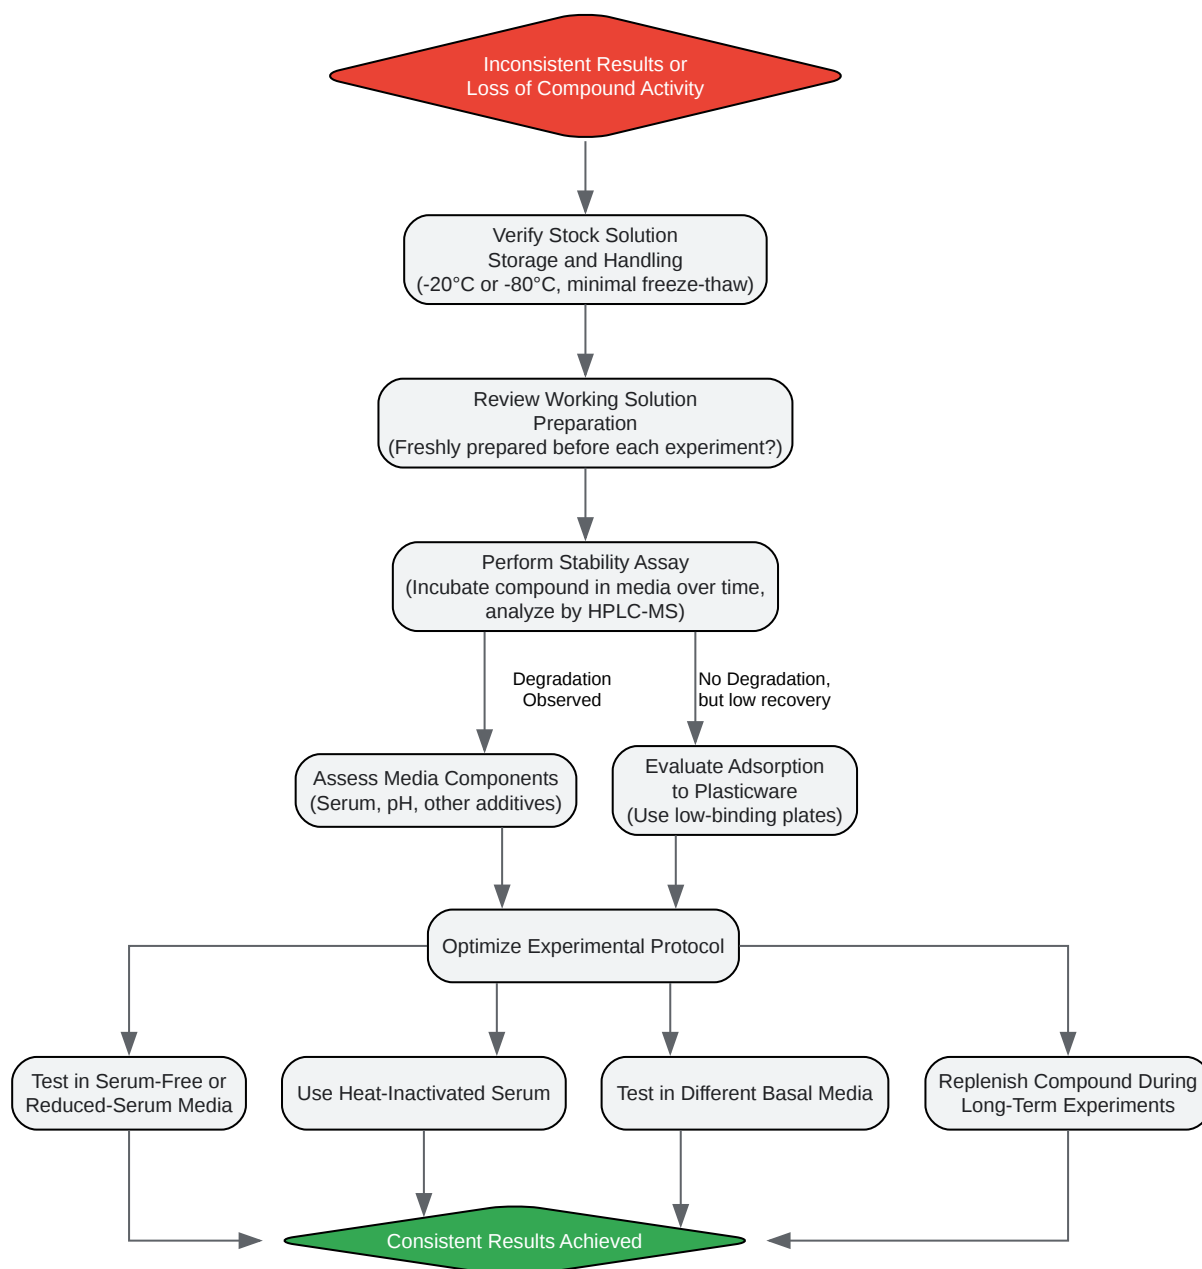 Inconsistent Results or
Loss of Compound Activity
Verify Stock Solution
Storage and Handling
(-20°C or -80°C, minimal freeze-thaw)
Review Working Solution
Preparation
(Freshly prepared before each experiment?)
Perform Stability Assay
(Incubate compound in media over time,
analyze by HPLC-MS)
Degradation
Observed
No Degradation,
but low recovery
Assess Media Components
(Serum, pH, other additives)
Evaluate Adsorption
to Plasticware
(Use low-binding plates)
Optimize Experimental Protocol
Test in Serum-Free or
Reduced-Serum Media
Use Heat-Inactivated Serum
Test in Different Basal Media
Replenish Compound During
Long-Term Experiments
Consistent Results Achieved